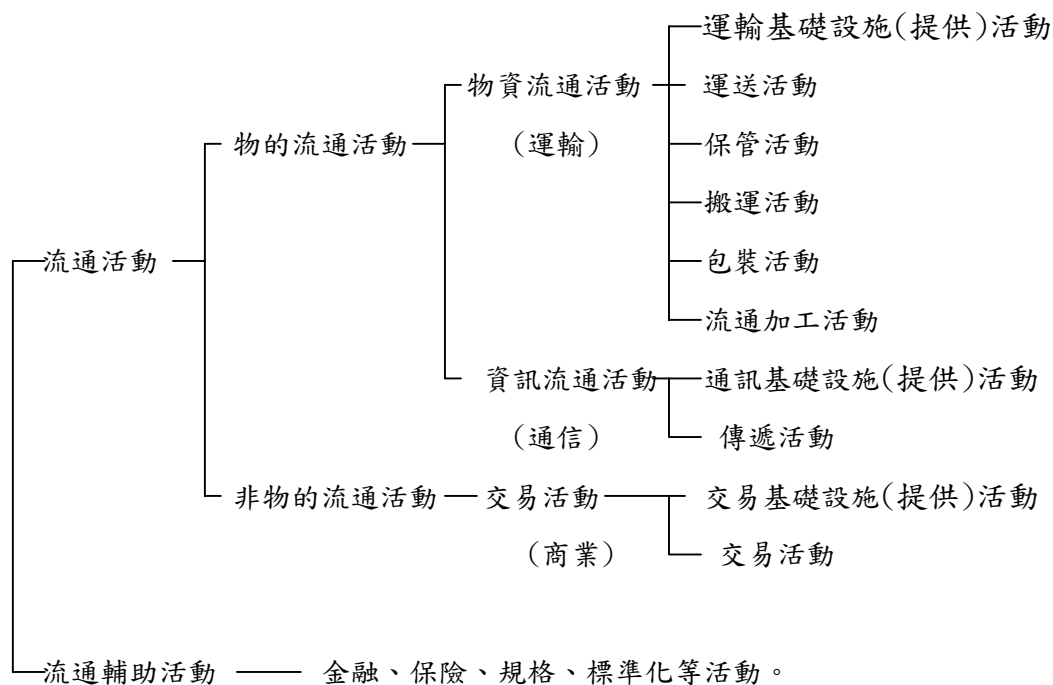 運輸基礎設施(提供)活動
物資流通活動 運送活動
物的流通活動 (運輸) 保管活動
搬運活動
流通活動 包裝活動
流通加工活動
資訊流通活動 通訊基礎設施(提供)活動
(通信) 傳遞活動
非物的流通活動 交易活動 交易基礎設施(提供)活動
(商業) 交易活動
流通輔助活動 金融、保險、規格、標準化等活動。